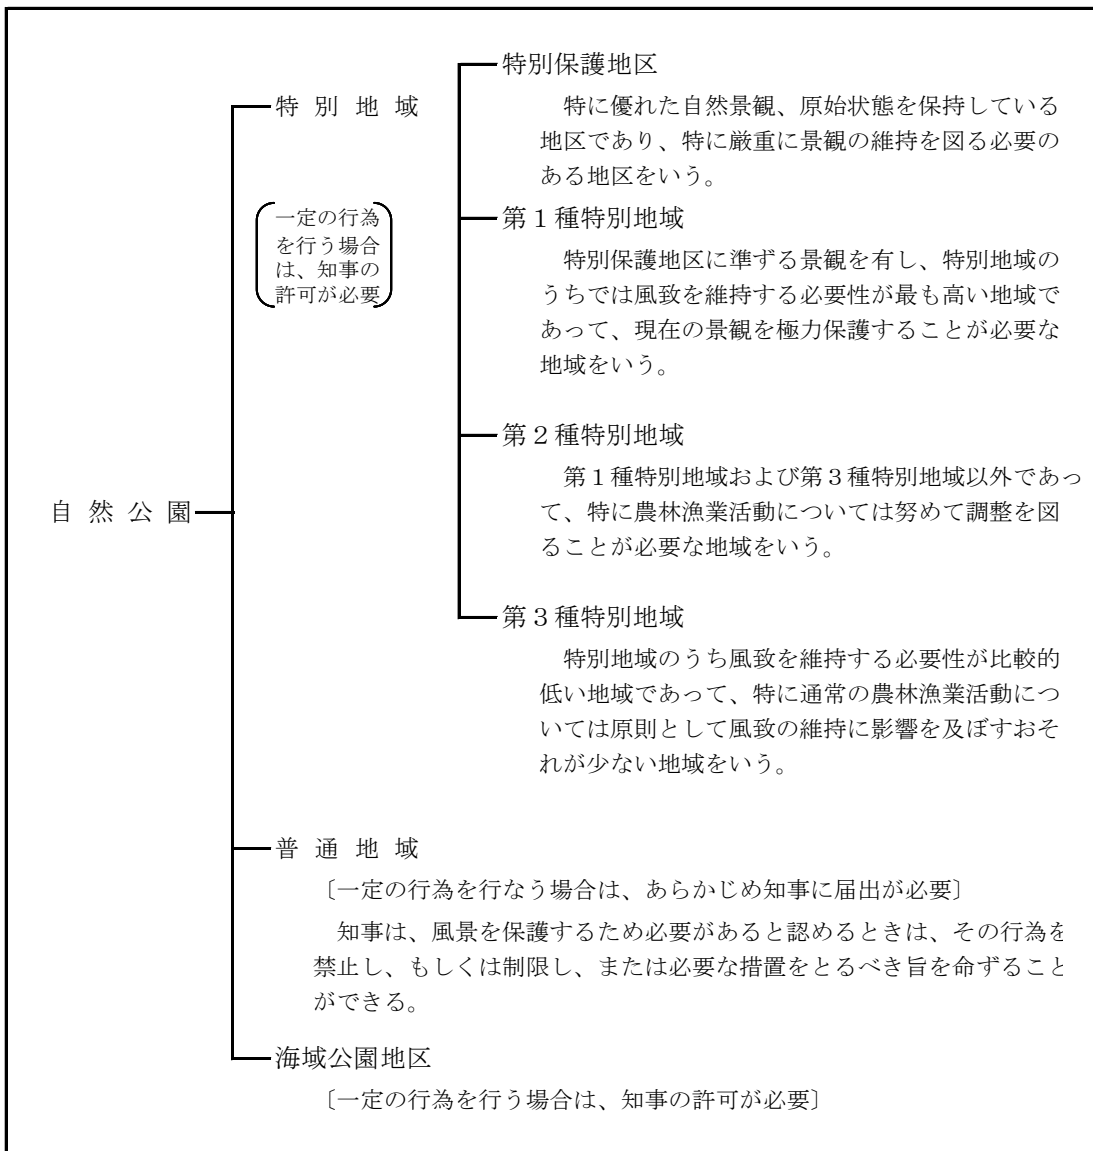 自然公園
特別地域
一定の行為
を行う場合
は、知事の
許可が必要
特別保護地区
特に優れた自然景観、原始状態を保持している
地区であり、特に厳重に景観の維持を図る必要の
ある地区をいう。
第1種特別地域
特別保護地区に準ずる景観を有し、特別地域の
うちでは風致を維持する必要性が最も高い地域で
あって、現在の景観を極力保護することが必要な
地域をいう。
第2種特別地域
第1種特別地域および第3種特別地域以外であっ
て、特に農林漁業活動については努めて調整を図
ることが必要な地域をいう。
第3種特別地域
特別地域のうち風致を維持する必要性が比較的
低い地域であって、特に通常の農林漁業活動につ
いては原則として風致の維持に影響を及ぼすおそ
れが少ない地域をいう。
普通地域
〔一定の行為を行なう場合は、あらかじめ知事に届出が必要〕
知事は、風景を保護するため必要があると認めるときは、その行為を
禁止し、もしくは制限し、または必要な措置をとるべき旨を命ずること
ができる。
海域公園地区
〔一定の行為を行う場合は、知事の許可が必要〕